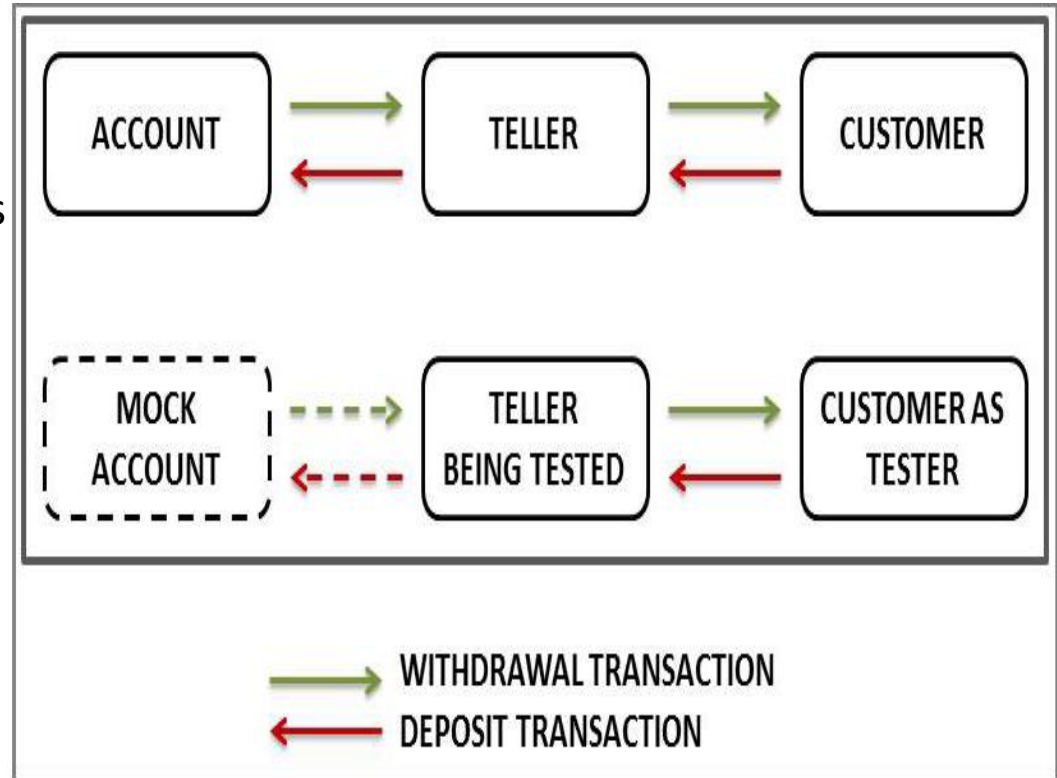 ACCOUNT
TELLER
CUSTOMER
s
MOCK
ACCOUNT
TELLER
BEING TESTED
CUSTOMER AS
TESTER
WITHDRAWAL TRANSACTION
DEPOSIT TRANSACTION